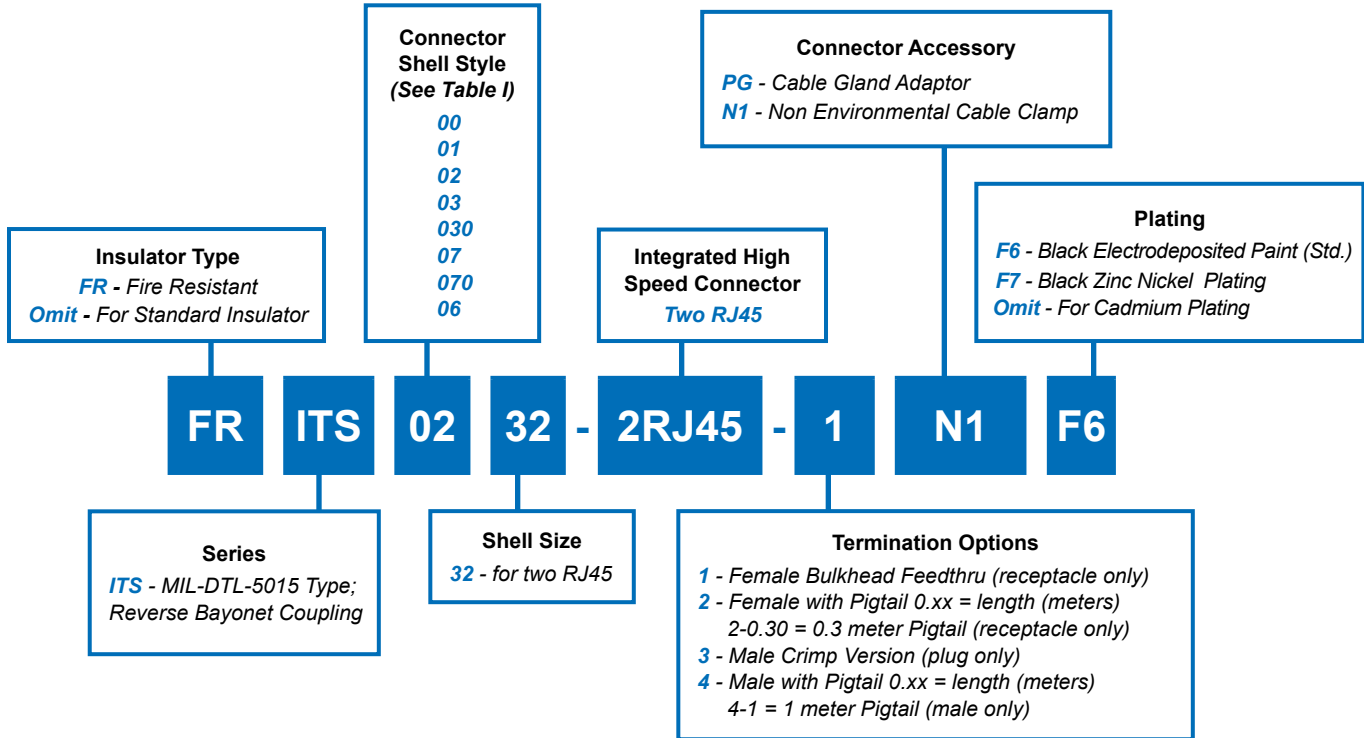 Connector
Shell Style
(See Table I)
00
01
02
03
030
07
070
06
Connector Accessory
PG - Cable Gland Adaptor
N1 - Non Environmental Cable Clamp
Insulator Type
FR - Fire Resistant
Omit - For Standard Insulator
Integrated High
Speed Connector
Two RJ45
Plating
F6 - Black Electrodeposited Paint (Std.)
F7 - Black Zinc Nickel Plating
Omit - For Cadmium Plating
FR ITS 02 32 - 2RJ45 - 1 N1 F6
Series
ITS - MIL-DTL-5015 Type;
Reverse Bayonet Coupling
Shell Size
32 - for two RJ45
Termination Options
1 - Female Bulkhead Feedthru (receptacle only)
2 - Female with Pigtail 0.xx = length (meters)
2-0.30 = 0.3 meter Pigtail (receptacle only)
3 - Male Crimp Version (plug only)
4 - Male with Pigtail 0.xx = length (meters)
4-1 = 1 meter Pigtail (male only)